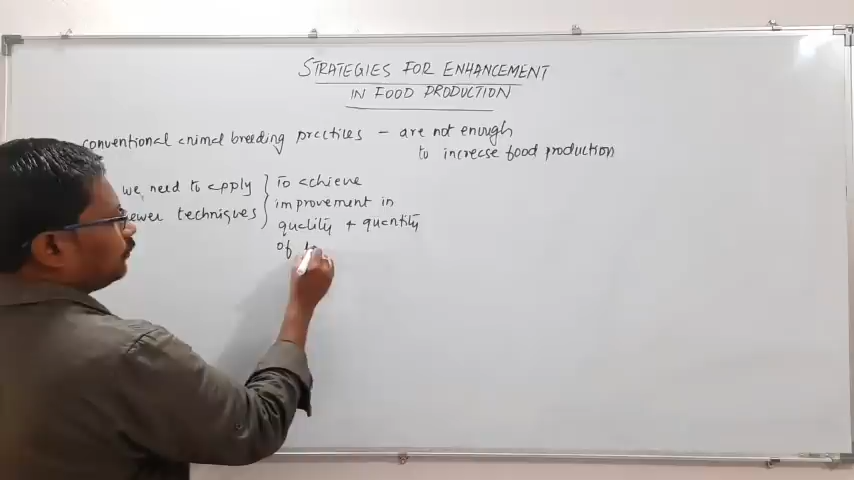 STRATEGIES FOR ENHANCEMENT
IN FOOD PRODUCTION
conventional animal breeding practices – are not enough
to increase food production
we need to apply } To achieve
newer techniques improvement in
quality + quantity
of